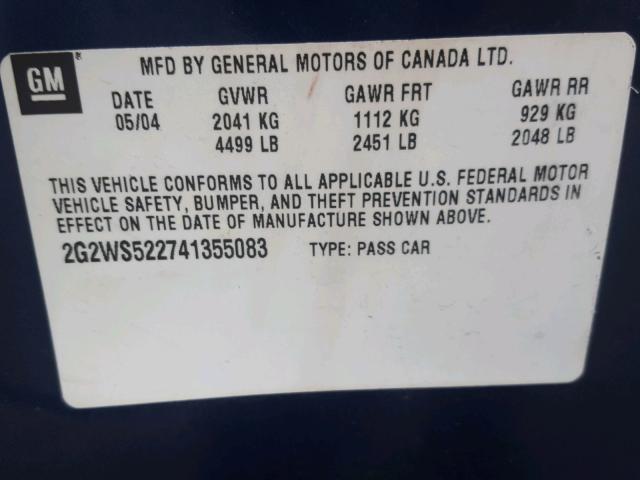 GM
MFD BY GENERAL MOTORS OF CANADA LTD.
DATE GVWR GAWR FRT GAWR RR
05/04 2041 KG 1112 KG 929 KG
4499 LB 2451 LB 2048 LB
THIS VEHICLE CONFORMS TO ALL APPLICABLE U.S. FEDERAL MOTOR
VEHICLE SAFETY, BUMPER, AND THEFT PREVENTION STANDARDS IN
EFFECT ON THE DATE OF MANUFACTURE SHOWN ABOVE.
2G2WS522741355083 TYPE: PASS CAR